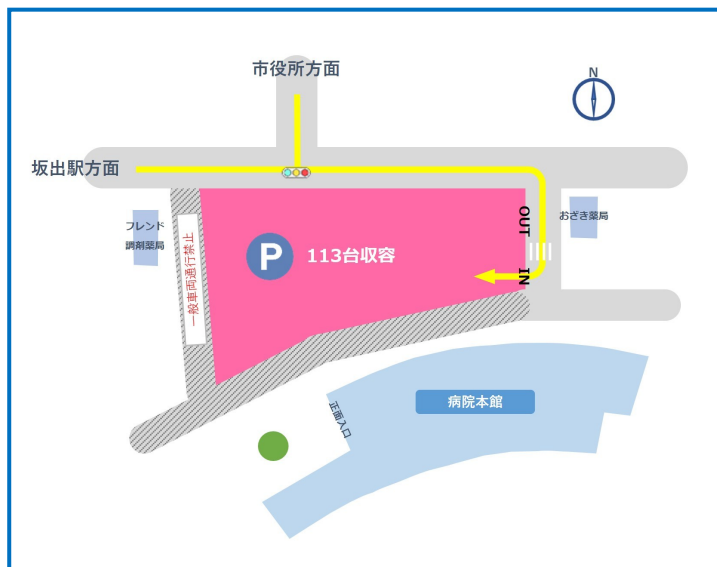 市役所方面
N
坂出駅方面
フレンド
調剤薬局
一般車両通行禁止
P
113台収容
OUT
IN
おざき薬局
病院本館
正面入口